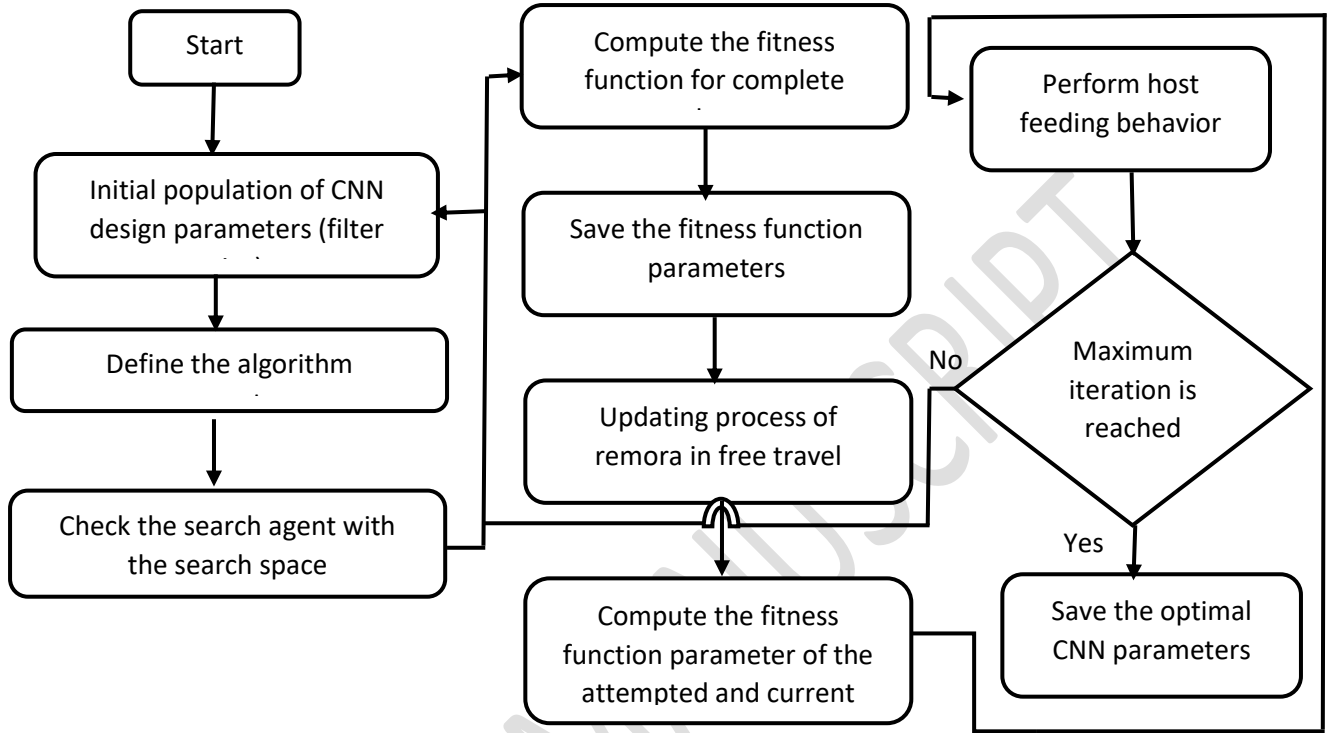 Start
Initial population of CNN
design parameters (filter
Define the algorithm
Check the search agent with
the search space
Compute the fitness
function for complete
Save the fitness function
parameters
Updating process of
remora in free travel
Compute the fitness
function parameter of the
attempted and current
Perform host
feeding behavior
No
Maximum
iteration is
reached
Yes
Save the optimal
CNN parameters